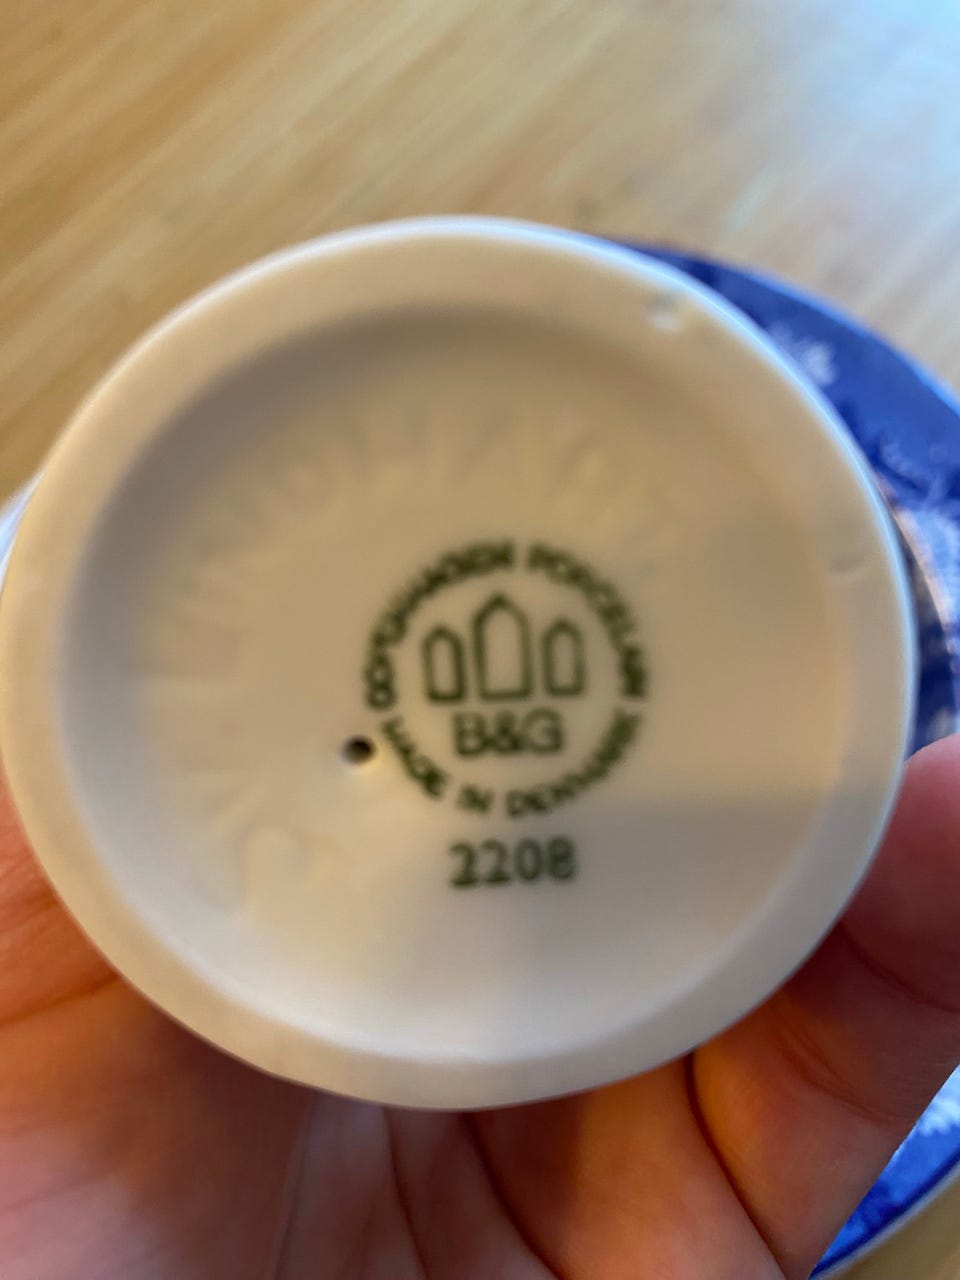 COPENHAGEN PORCELAIN
B&G
MADE IN DENMARK
2208